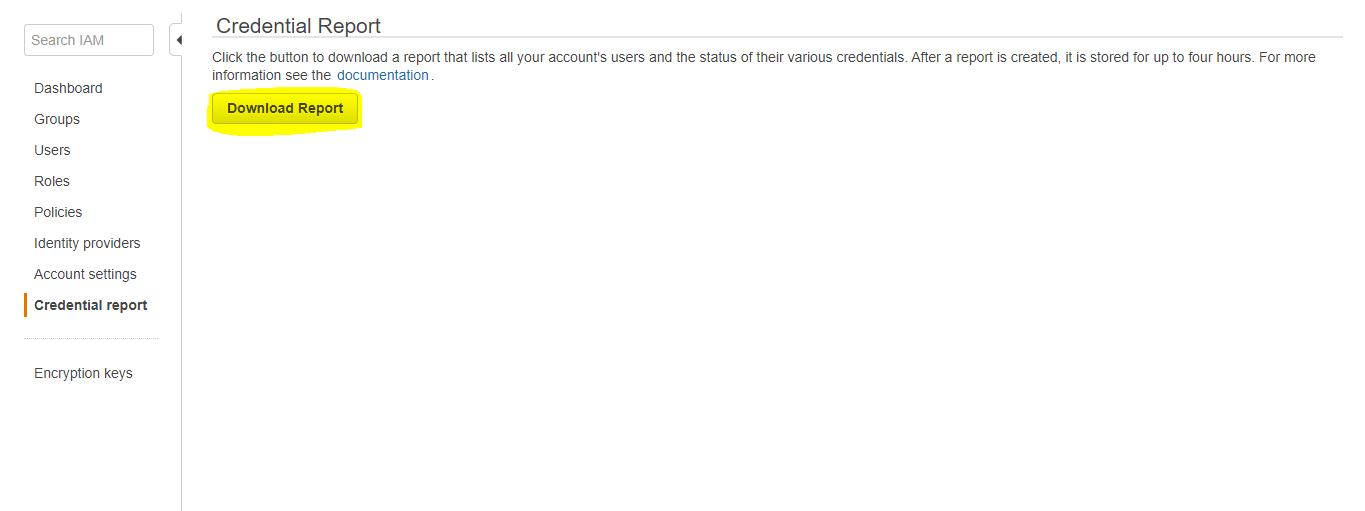 Search IAM
Dashboard
Groups
Users
Roles
Policies
Identity providers
Account settings
Credential report
Encryption keys
Credential Report
Click the button to download a report that lists all your account's users and the status of their various credentials. After a report is created, it is stored for up to four hours. For more
information see the documentation .
Download Report